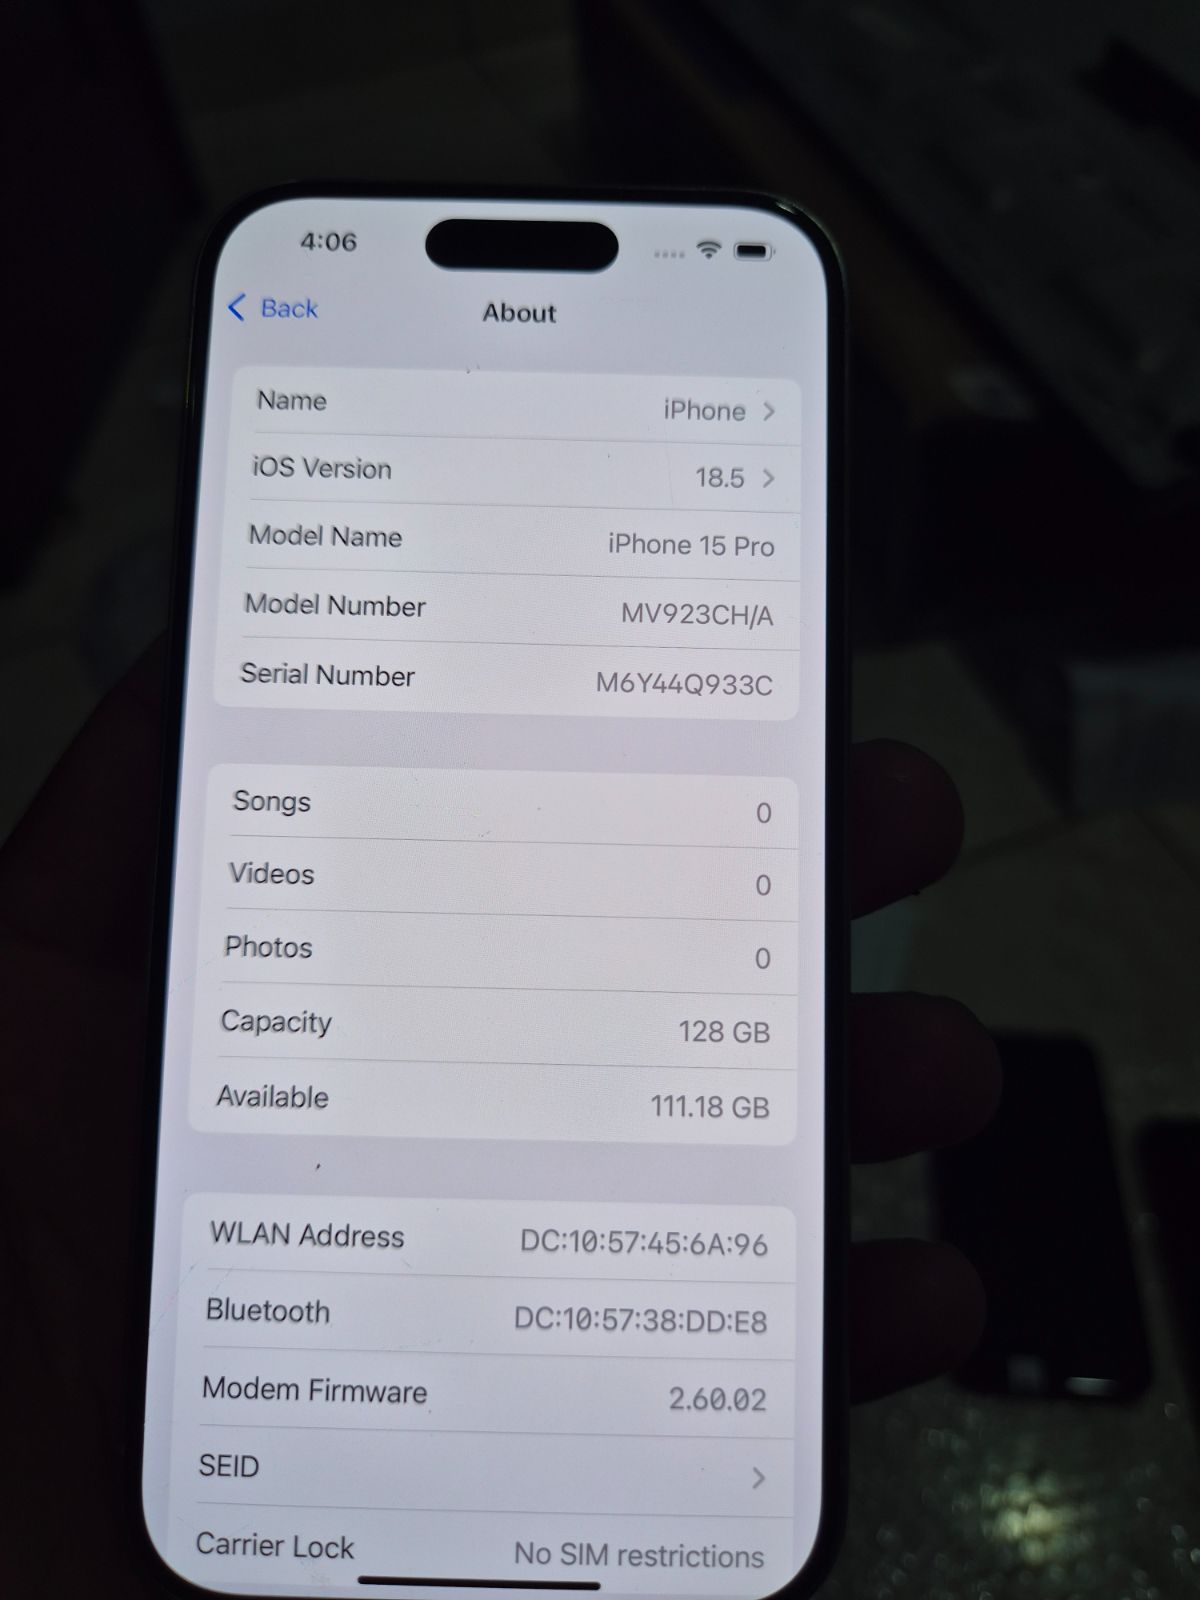 4:06
Back
About
Name iPhone
iOS Version 18.5
Model Name iPhone 15 Pro
Model Number MV923CH/A
Serial Number M6Y44Q933C
Songs 0
Videos 0
Photos 0
Capacity 128 GB
Available 111.18 GB
WLAN Address DC:10:57:45:6A:96
Bluetooth DC:10:57:38:DD:E8
Modem Firmware 2.60.02
SEID
Carrier Lock No SIM restrictions